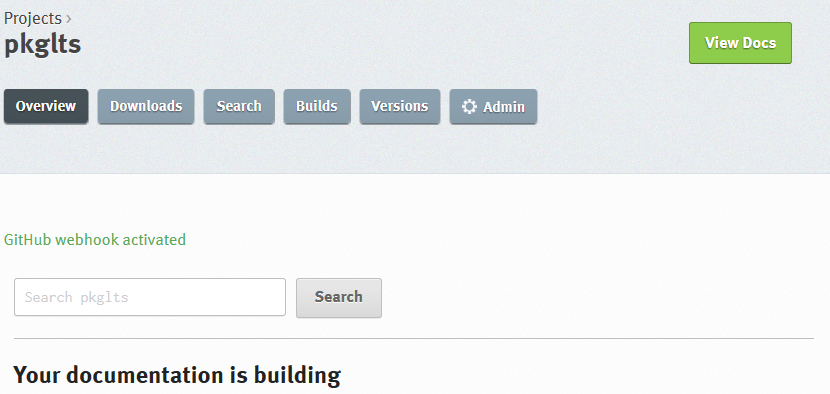 Projects ›
pkglts
View Docs
Overview Downloads Search Builds Versions Admin
GitHub webhook activated
Search pkglts Search
Your documentation is building